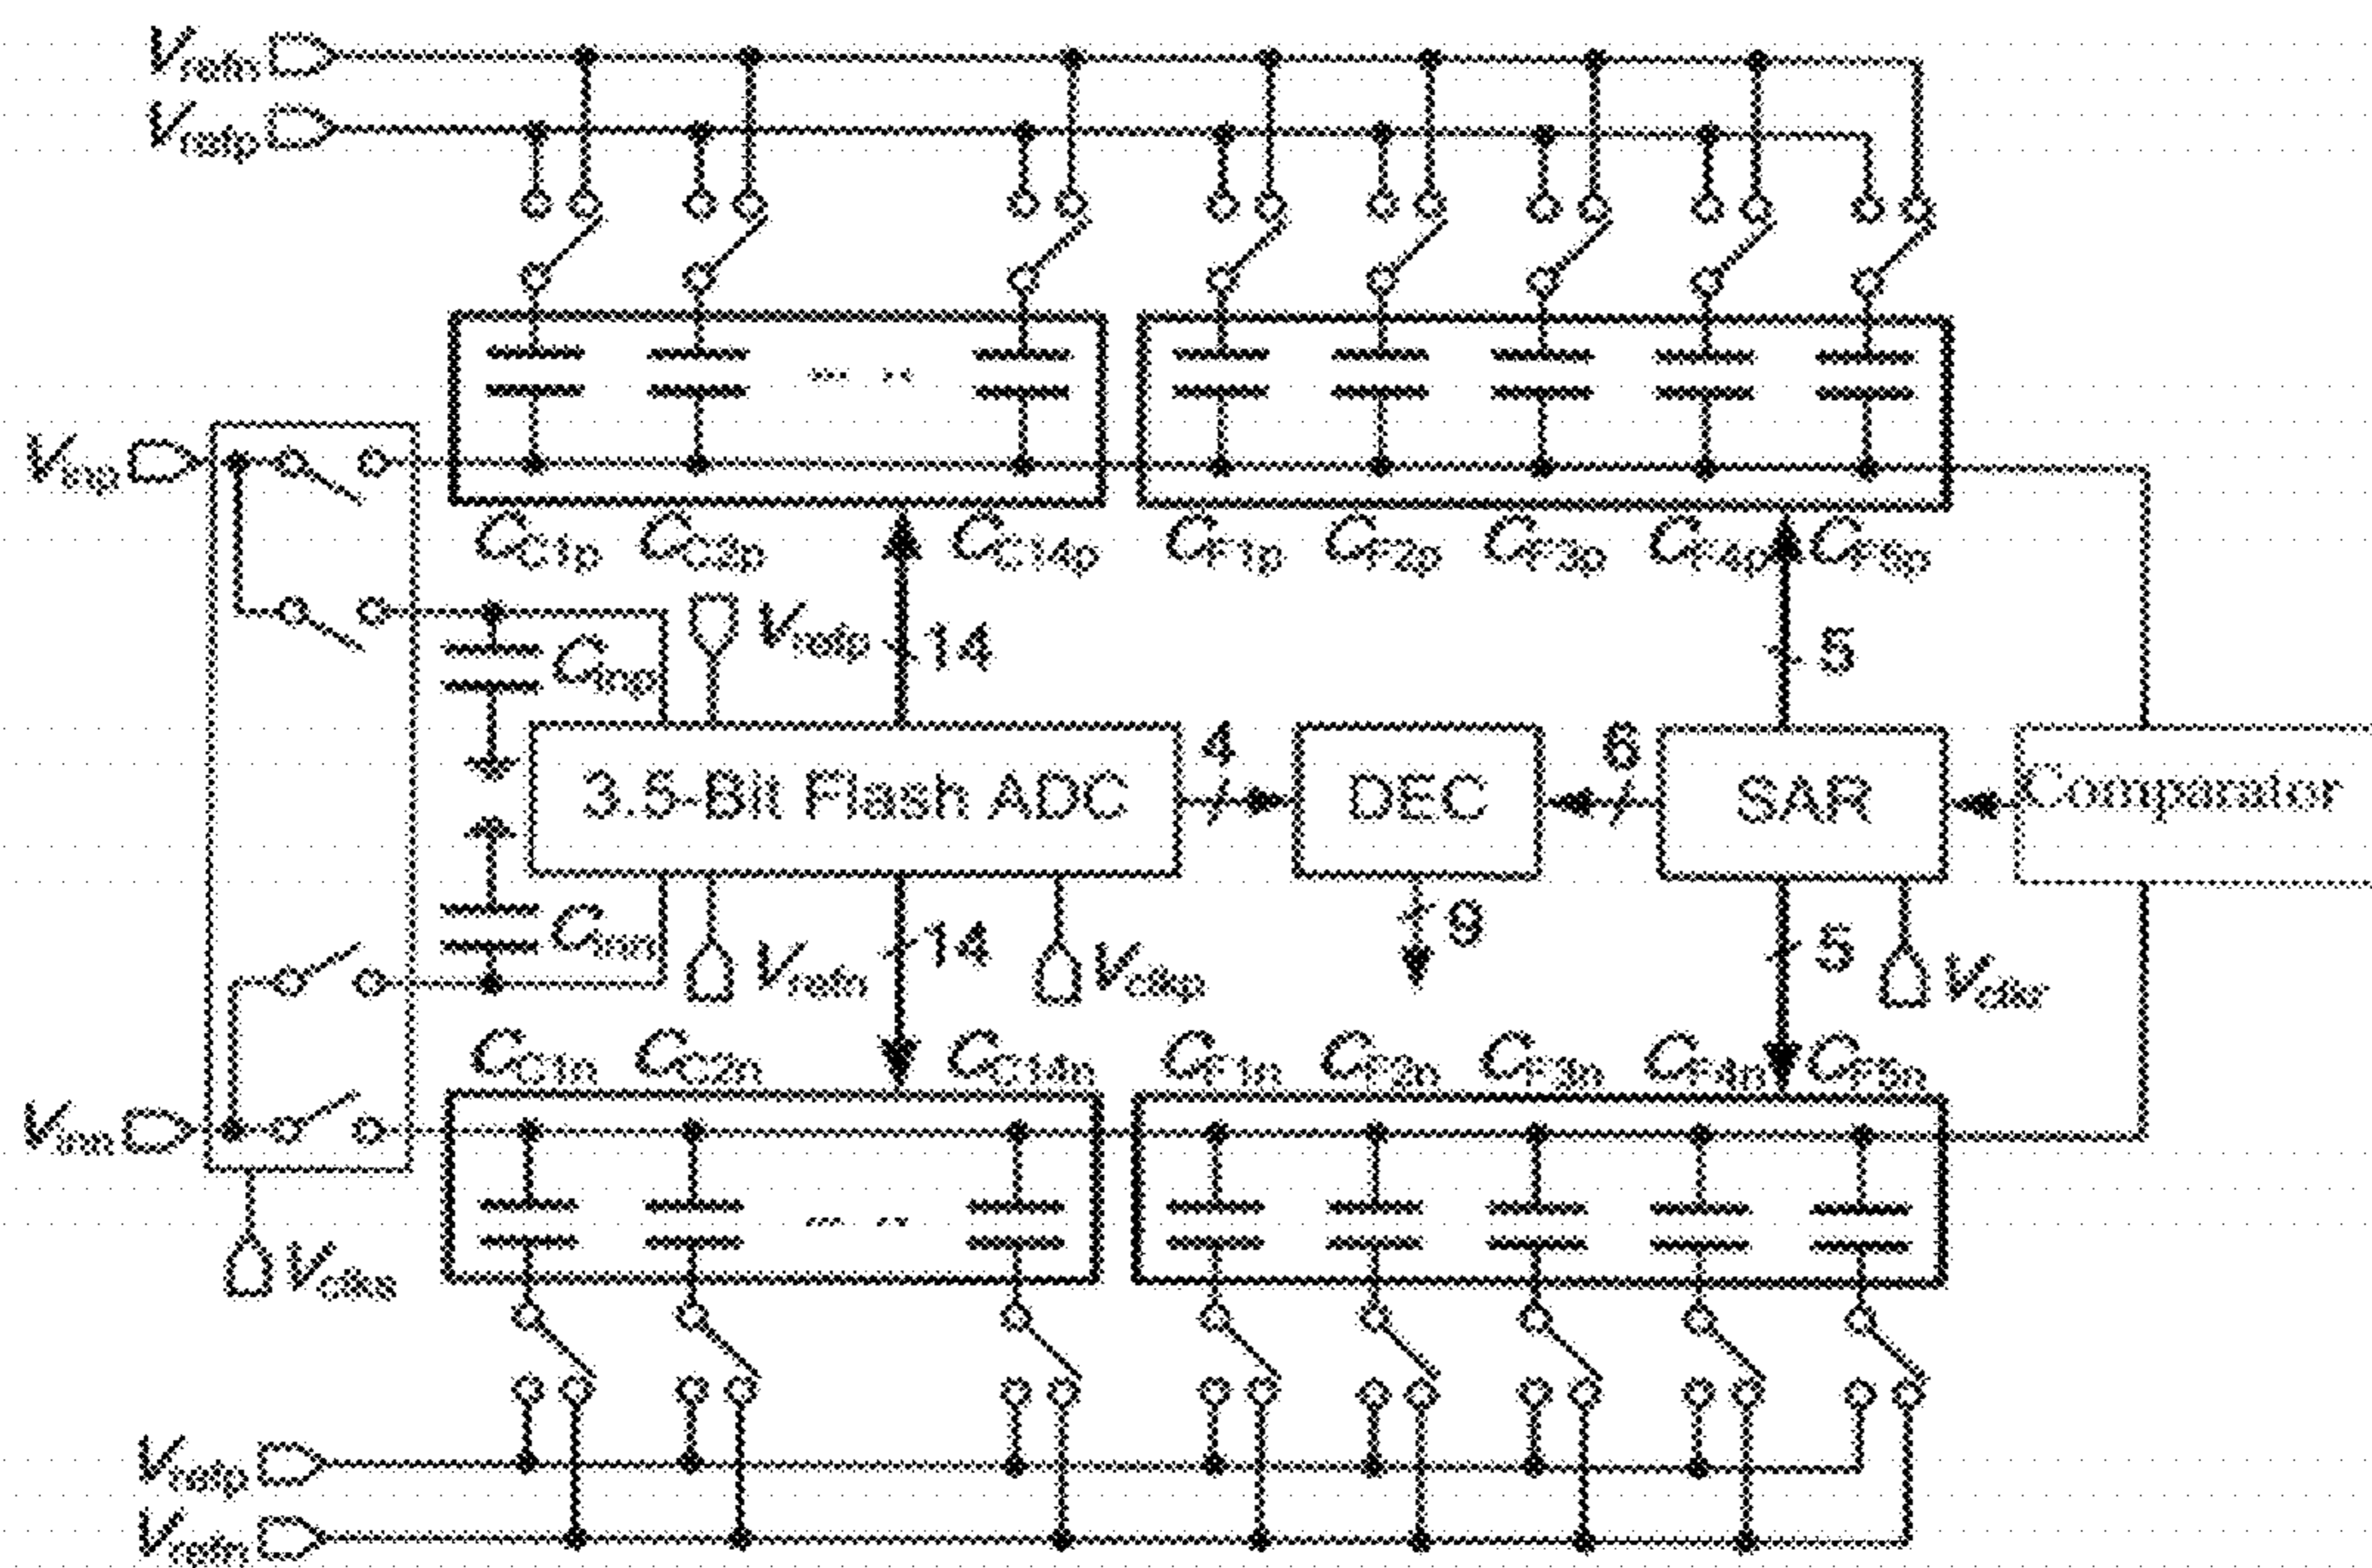 Vrefn
Vrefp
Vinp
CC1p CC2p CC14p CF1p CF2p CF3p CF4p CF5p
Cinp Vrefp 14 5
4 6
3.5-Bit Flash ADC DEC SAR Comparator
Cinn Vrefn 14 Vclkp 9 5 Vclkr
CC1n CC2n CC14n CF1n CF2n CF3n CF4n CF5n
Vinn
Vclks
Vrefp
Vrefn